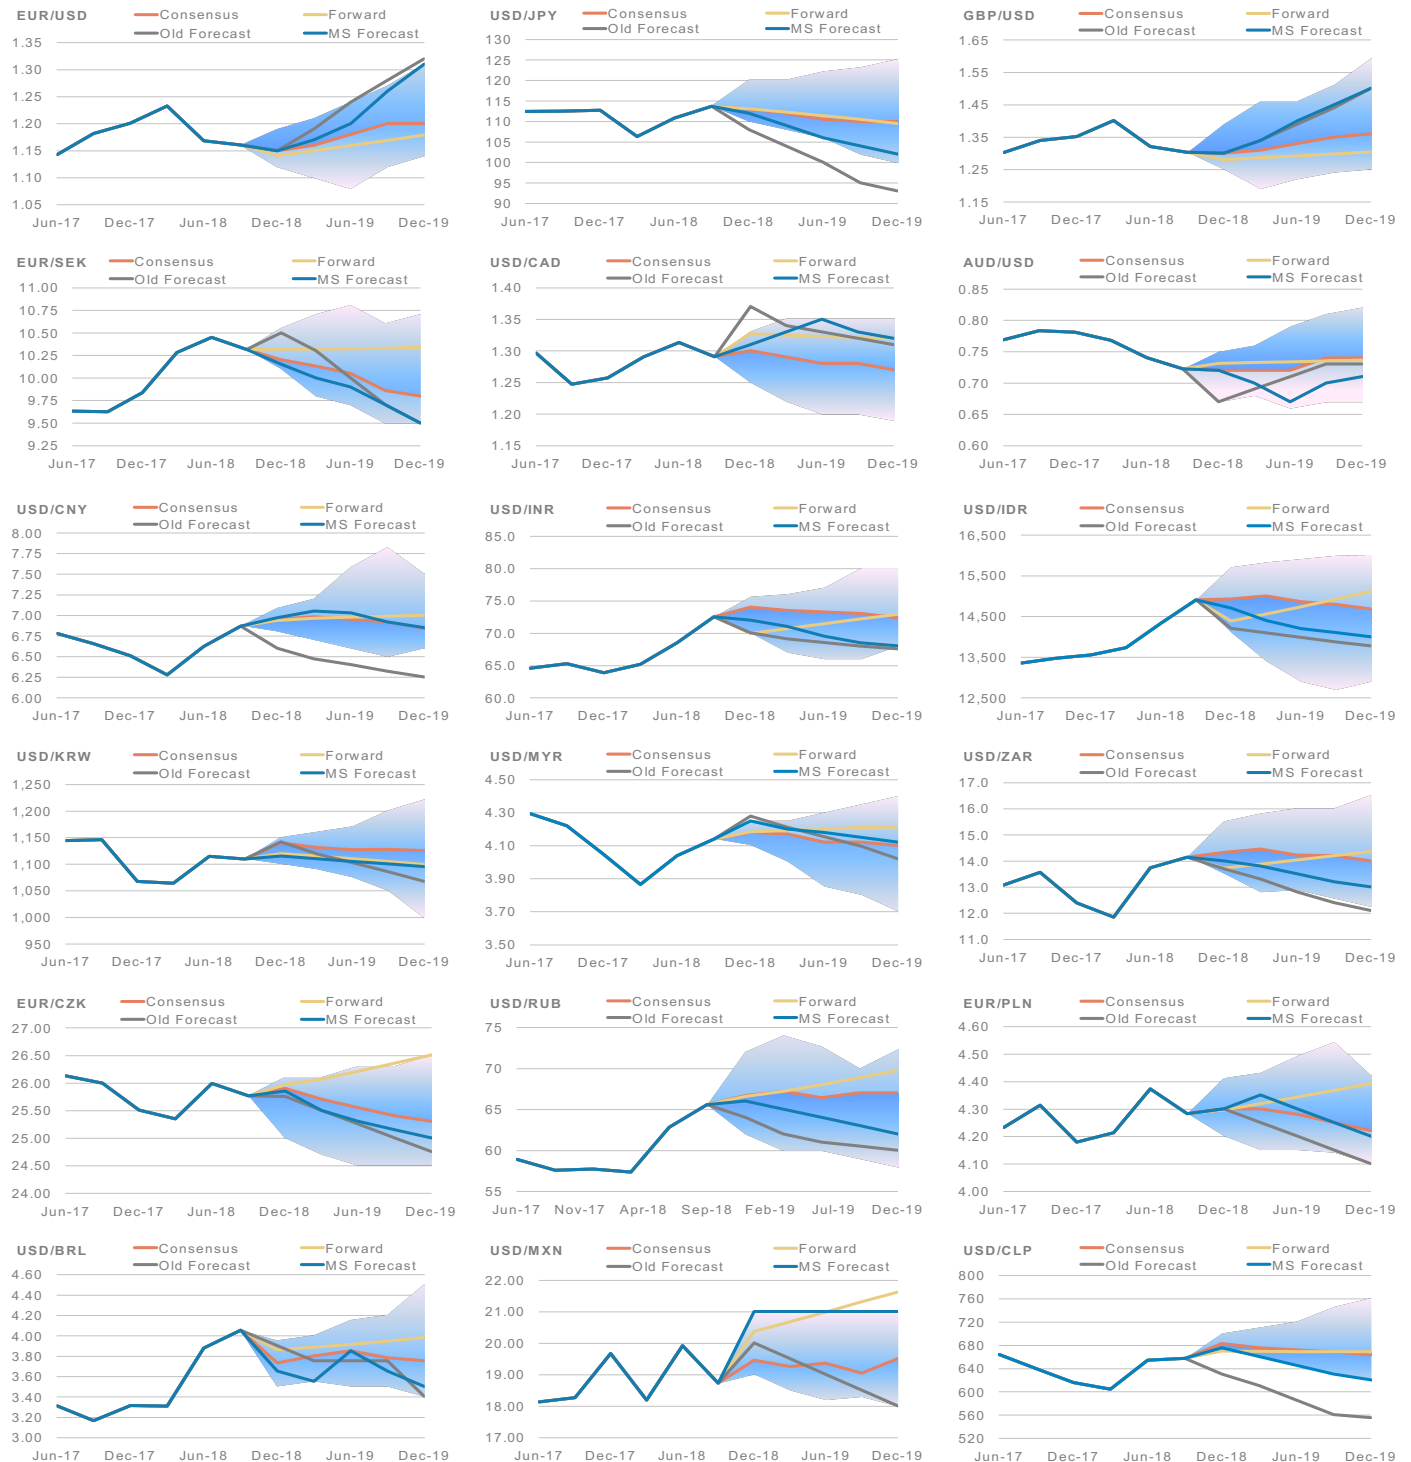 EUR/USD
Consensus
Forward
Old Forecast
MS Forecast
1.35
1.30
1.25
1.20
1.15
1.10
1.05
Jun-17 Dec-17 Jun-18 Dec-18 Jun-19 Dec-19
USD/JPY
Consensus
Forward
Old Forecast
MS Forecast
130
125
120
115
110
105
100
95
90
Jun-17 Dec-17 Jun-18 Dec-18 Jun-19 Dec-19
GBP/USD
Consensus
Forward
Old Forecast
MS Forecast
1.65
1.55
1.45
1.35
1.25
1.15
Jun-17 Dec-17 Jun-18 Dec-18 Jun-19 Dec-19
EUR/SEK
Consensus
Forward
Old Forecast
MS Forecast
11.00
10.75
10.50
10.25
10.00
9.75
9.50
9.25
Jun-17 Dec-17 Jun-18 Dec-18 Jun-19 Dec-19
USD/CAD
Consensus
Forward
Old Forecast
MS Forecast
1.40
1.35
1.30
1.25
1.20
1.15
Jun-17 Dec-17 Jun-18 Dec-18 Jun-19 Dec-19
AUD/USD
Consensus
Forward
Old Forecast
MS Forecast
0.85
0.80
0.75
0.70
0.65
0.60
Jun-17 Dec-17 Jun-18 Dec-18 Jun-19 Dec-19
USD/CNY
Consensus
Forward
Old Forecast
MS Forecast
8.00
7.75
7.50
7.25
7.00
6.75
6.50
6.25
6.00
Jun-17 Dec-17 Jun-18 Dec-18 Jun-19 Dec-19
USD/INR
Consensus
Forward
Old Forecast
MS Forecast
85.0
80.0
75.0
70.0
65.0
60.0
Jun-17 Dec-17 Jun-18 Dec-18 Jun-19 Dec-19
USD/IDR
Consensus
Forward
Old Forecast
MS Forecast
16,500
15,500
14,500
13,500
12,500
Jun-17 Dec-17 Jun-18 Dec-18 Jun-19 Dec-19
USD/KRW
Consensus
Forward
Old Forecast
MS Forecast
1,250
1,200
1,150
1,100
1,050
1,000
950
Jun-17 Dec-17 Jun-18 Dec-18 Jun-19 Dec-19
USD/MYR
Consensus
Forward
Old Forecast
MS Forecast
4.50
4.30
4.10
3.90
3.70
3.50
Jun-17 Dec-17 Jun-18 Dec-18 Jun-19 Dec-19
USD/ZAR
Consensus
Forward
Old Forecast
MS Forecast
17.0
16.0
15.0
14.0
13.0
12.0
11.0
Jun-17 Dec-17 Jun-18 Dec-18 Jun-19 Dec-19
EUR/CZK
Consensus
Forward
Old Forecast
MS Forecast
27.00
26.50
26.00
25.50
25.00
24.50
24.00
Jun-17 Dec-17 Jun-18 Dec-18 Jun-19 Dec-19
USD/RUB
Consensus
Forward
Old Forecast
MS Forecast
75
70
65
60
55
Jun-17 Nov-17 Apr-18 Sep-18 Feb-19 Jul-19 Dec-19
EUR/PLN
Consensus
Forward
Old Forecast
MS Forecast
4.60
4.50
4.40
4.30
4.20
4.10
4.00
Jun-17 Dec-17 Jun-18 Dec-18 Jun-19 Dec-19
USD/BRL
Consensus
Forward
Old Forecast
MS Forecast
4.60
4.40
4.20
4.00
3.80
3.60
3.40
3.20
3.00
Jun-17 Dec-17 Jun-18 Dec-18 Jun-19 Dec-19
USD/MXN
Consensus
Forward
Old Forecast
MS Forecast
22.00
21.00
20.00
19.00
18.00
17.00
Jun-17 Dec-17 Jun-18 Dec-18 Jun-19 Dec-19
USD/CLP
Consensus
Forward
Old Forecast
MS Forecast
800
760
720
680
640
600
560
520
Jun-17 Dec-17 Jun-18 Dec-18 Jun-19 Dec-19